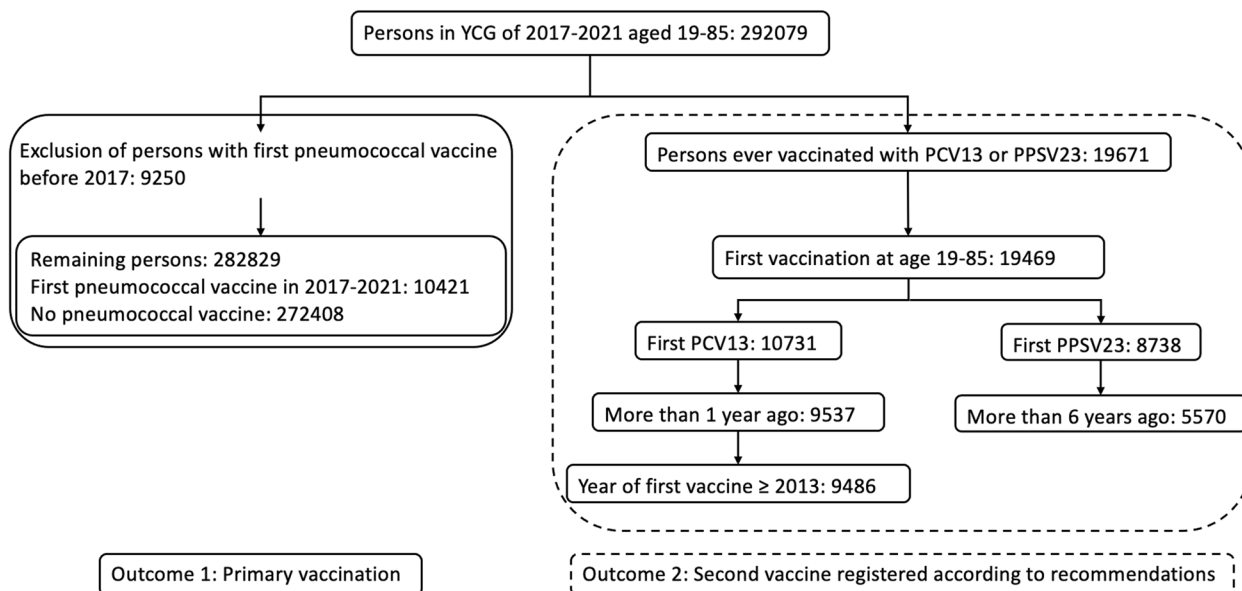 Persons in YCG of 2017-2021 aged 19-85: 292079
Exclusion of persons with first pneumococcal vaccine
before 2017: 9250
Remaining persons: 282829
First pneumococcal vaccine in 2017-2021: 10421
No pneumococcal vaccine: 272408
Persons ever vaccinated with PCV13 or PPSV23: 19671
First vaccination at age 19-85: 19469
First PCV13: 10731
First PPSV23: 8738
More than 1 year ago: 9537
More than 6 years ago: 5570
Year of first vaccine ≥ 2013: 9486
Outcome 1: Primary vaccination
Outcome 2: Second vaccine registered according to recommendations